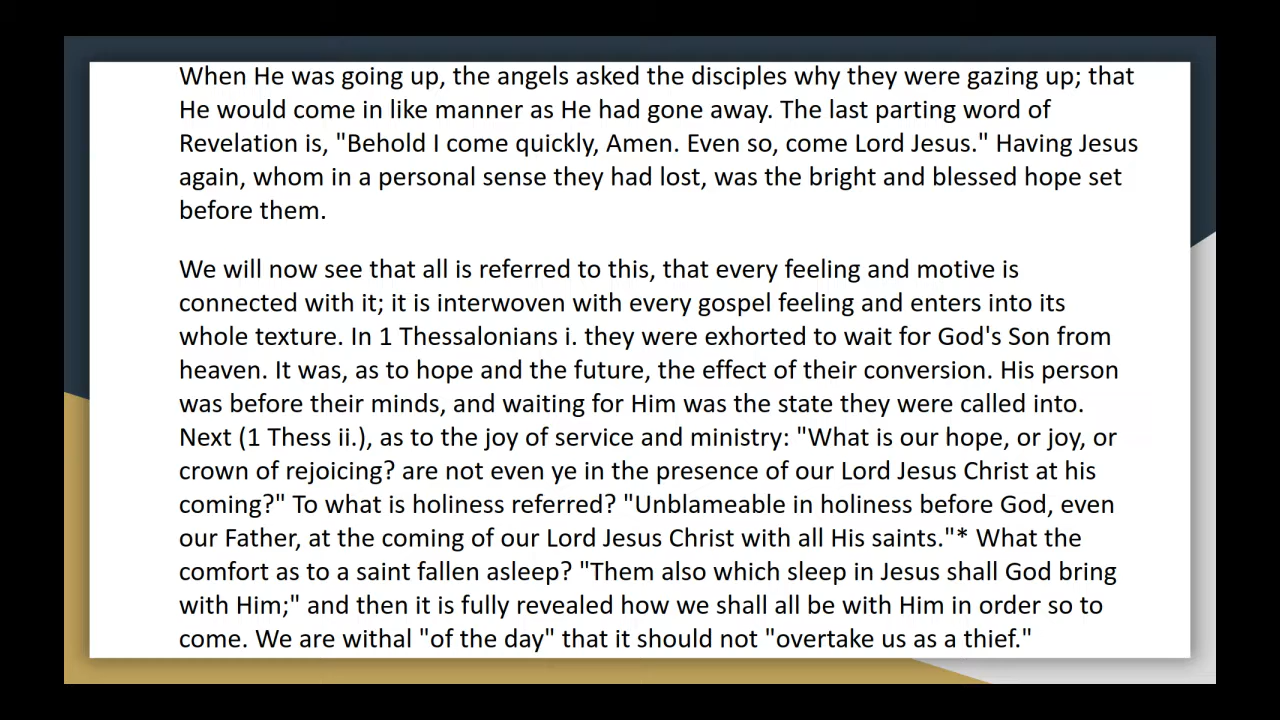 When He was going up, the angels asked the disciples why they were gazing up; that
He would come in like manner as He had gone away. The last parting word of
Revelation is, "Behold I come quickly, Amen. Even so, come Lord Jesus." Having Jesus
again, whom in a personal sense they had lost, was the bright and blessed hope set
before them.
We will now see that all is referred to this, that every feeling and motive is
connected with it; it is interwoven with every gospel feeling and enters into its
whole texture. In 1 Thessalonians i. they were exhorted to wait for God's Son from
heaven. It was, as to hope and the future, the effect of their conversion. His person
was before their minds, and waiting for Him was the state they were called into.
Next (1 Thess ii.), as to the joy of service and ministry: "What is our hope, or joy, or
crown of rejoicing? are not even ye in the presence of our Lord Jesus Christ at his
coming?" To what is holiness referred? "Unblameable in holiness before God, even
our Father, at the coming of our Lord Jesus Christ with all His saints."* What the
comfort as to a saint fallen asleep? "Them also which sleep in Jesus shall God bring
with Him;" and then it is fully revealed how we shall all be with Him in order so to
come. We are withal "of the day" that it should not "overtake us as a thief."